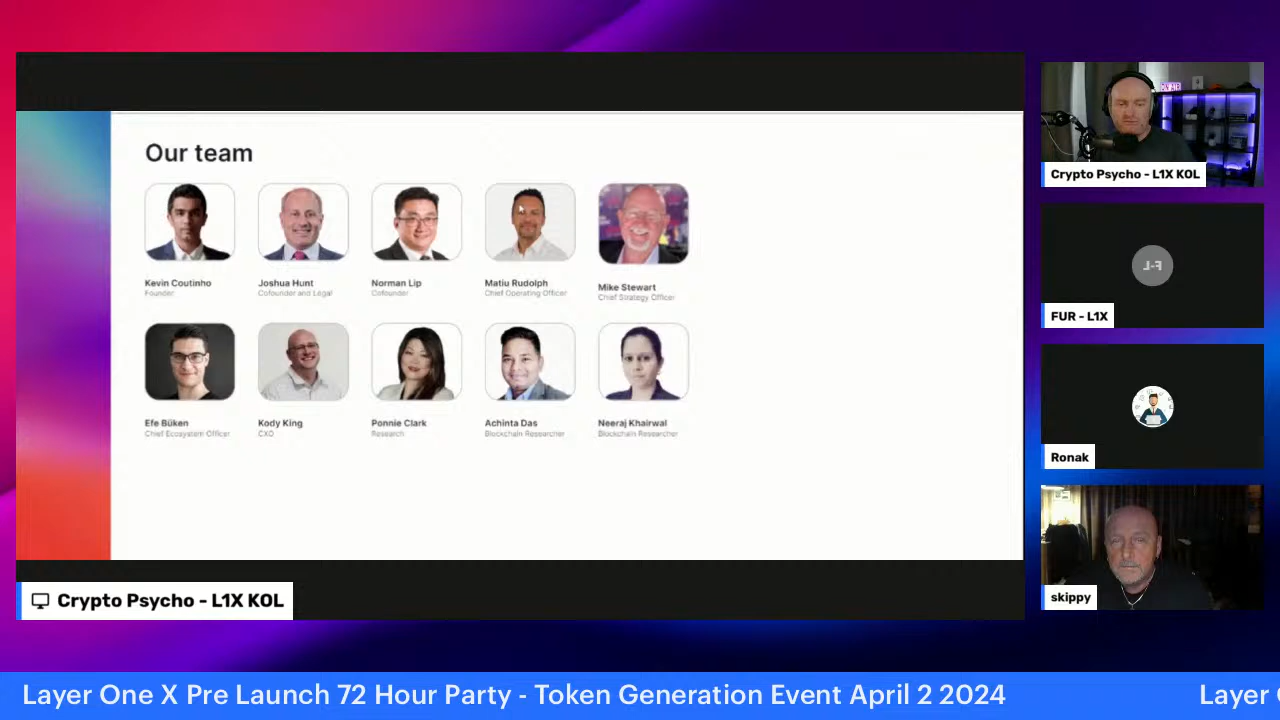 Our team
Kevin Coutinho
Founder
Joshua Hunt
Cofounder and Legal
Norman Lip
Cofounder
Matiu Rudolph
Chief Operating Officer
Mike Stewart
Chief Strategy Officer
Efe Büken
Chief Ecosystem Officer
Kody King
CXO
Ponnie Clark
Research
Achinta Das
Blockchain Researcher
Neeraj Khairwal
Blockchain Researcher
Crypto Psycho - L1X KOL
Crypto Psycho - L1X KOL
F-L
FUR - L1X
Ronak
skippy
Layer One X Pre Launch 72 Hour Party - Token Generation Event April 2 2024
Layer